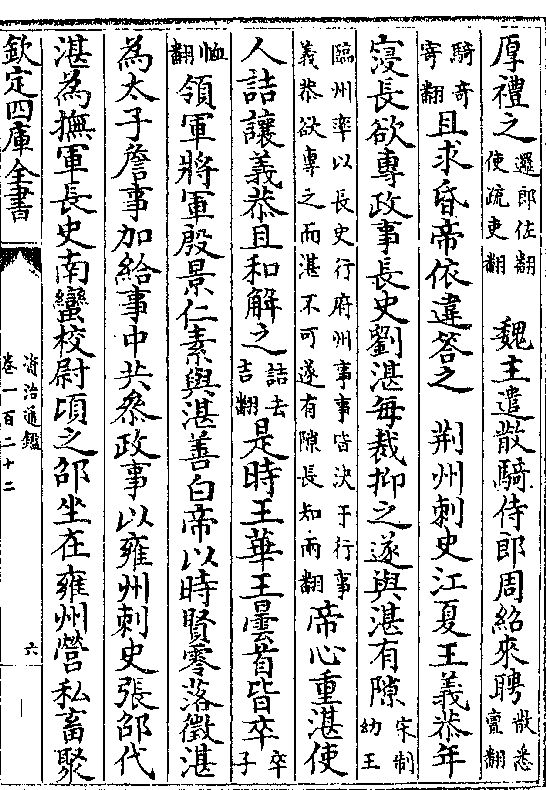 厚禮之邏郎佐翻使疏吏翻 魏主遣散騎侍郎周紹來聘散悉亶翻
騎奇寄翻且求昏帝依違答之 荆州刺史江夏王義恭年
寖長欲專政事長史劉湛每裁抑之遂與湛有隙宋制幼王
臨州率以長史行府州事事皆決于行事義恭欲專之而湛不可遂有隙長知兩翻帝心重湛使
人詰讓義恭且和解之詰去吉翻是時王華王曇首皆卒卒子
恤翻領軍將軍殷景仁素與湛善白帝以時賢零落徵湛
為太子詹事加給事中共參政事以雍州刺史張邵代
湛為撫軍長史南蠻校尉頃之邵坐在雍州營私畜聚
欽定四庫全書
資治通鑑
卷一百二十二
六